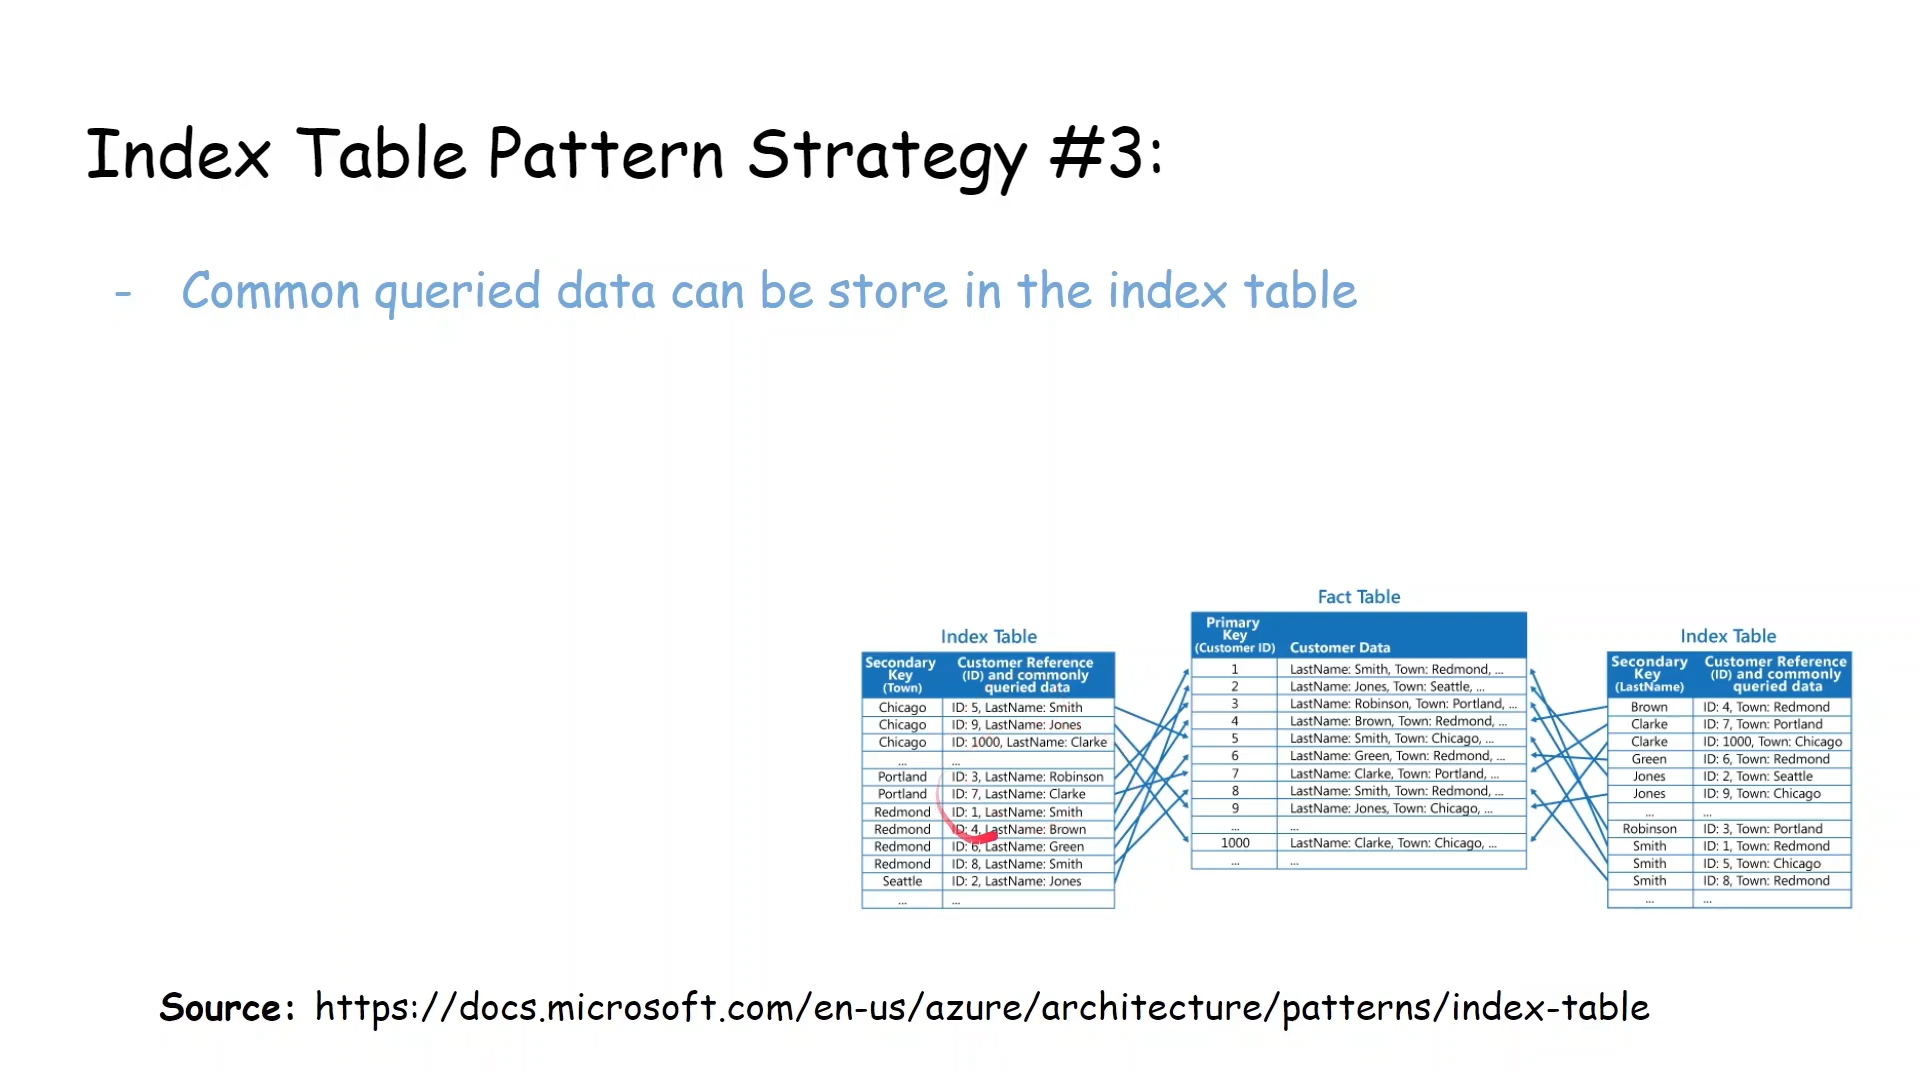 Index Table Pattern Strategy #3:
- Common queried data can be store in the index table
Index Table
Secondary Key (Town) Customer Reference (ID) and commonly queried data
Chicago ID: 5, LastName: Smith
Chicago ID: 9, LastName: Jones
Chicago ID: 1000, LastName: Clarke
... ...
Portland ID: 3, LastName: Robinson
Portland ID: 7, LastName: Clarke
Redmond ID: 1, LastName: Smith
Redmond ID: 4, LastName: Brown
Redmond ID: 6, LastName: Green
Redmond ID: 8, LastName: Smith
Seattle ID: 2, LastName: Jones
... ...
Fact Table
Primary Key (Customer ID) Customer Data
1 LastName: Smith, Town: Redmond, ...
2 LastName: Jones, Town: Seattle, ...
3 LastName: Robinson, Town: Portland, ...
4 LastName: Brown, Town: Redmond, ...
5 LastName: Smith, Town: Chicago, ...
6 LastName: Green, Town: Redmond, ...
7 LastName: Clarke, Town: Portland, ...
8 LastName: Smith, Town: Redmond, ...
9 LastName: Jones, Town: Chicago, ...
... ...
1000 LastName: Clarke, Town: Chicago, ...
... ...
Index Table
Secondary Key (LastName) Customer Reference (ID) and commonly queried data
Brown ID: 4, Town: Redmond
Clarke ID: 7, Town: Portland
Clarke ID: 1000, Town: Chicago
Green ID: 6, Town: Redmond
Jones ID: 2, Town: Seattle
Jones ID: 9, Town: Chicago
... ...
Robinson ID: 3, Town: Portland
Smith ID: 1, Town: Redmond
Smith ID: 5, Town: Chicago
Smith ID: 8, Town: Redmond
... ...
Source: https://docs.microsoft.com/en-us/azure/architecture/patterns/index-table